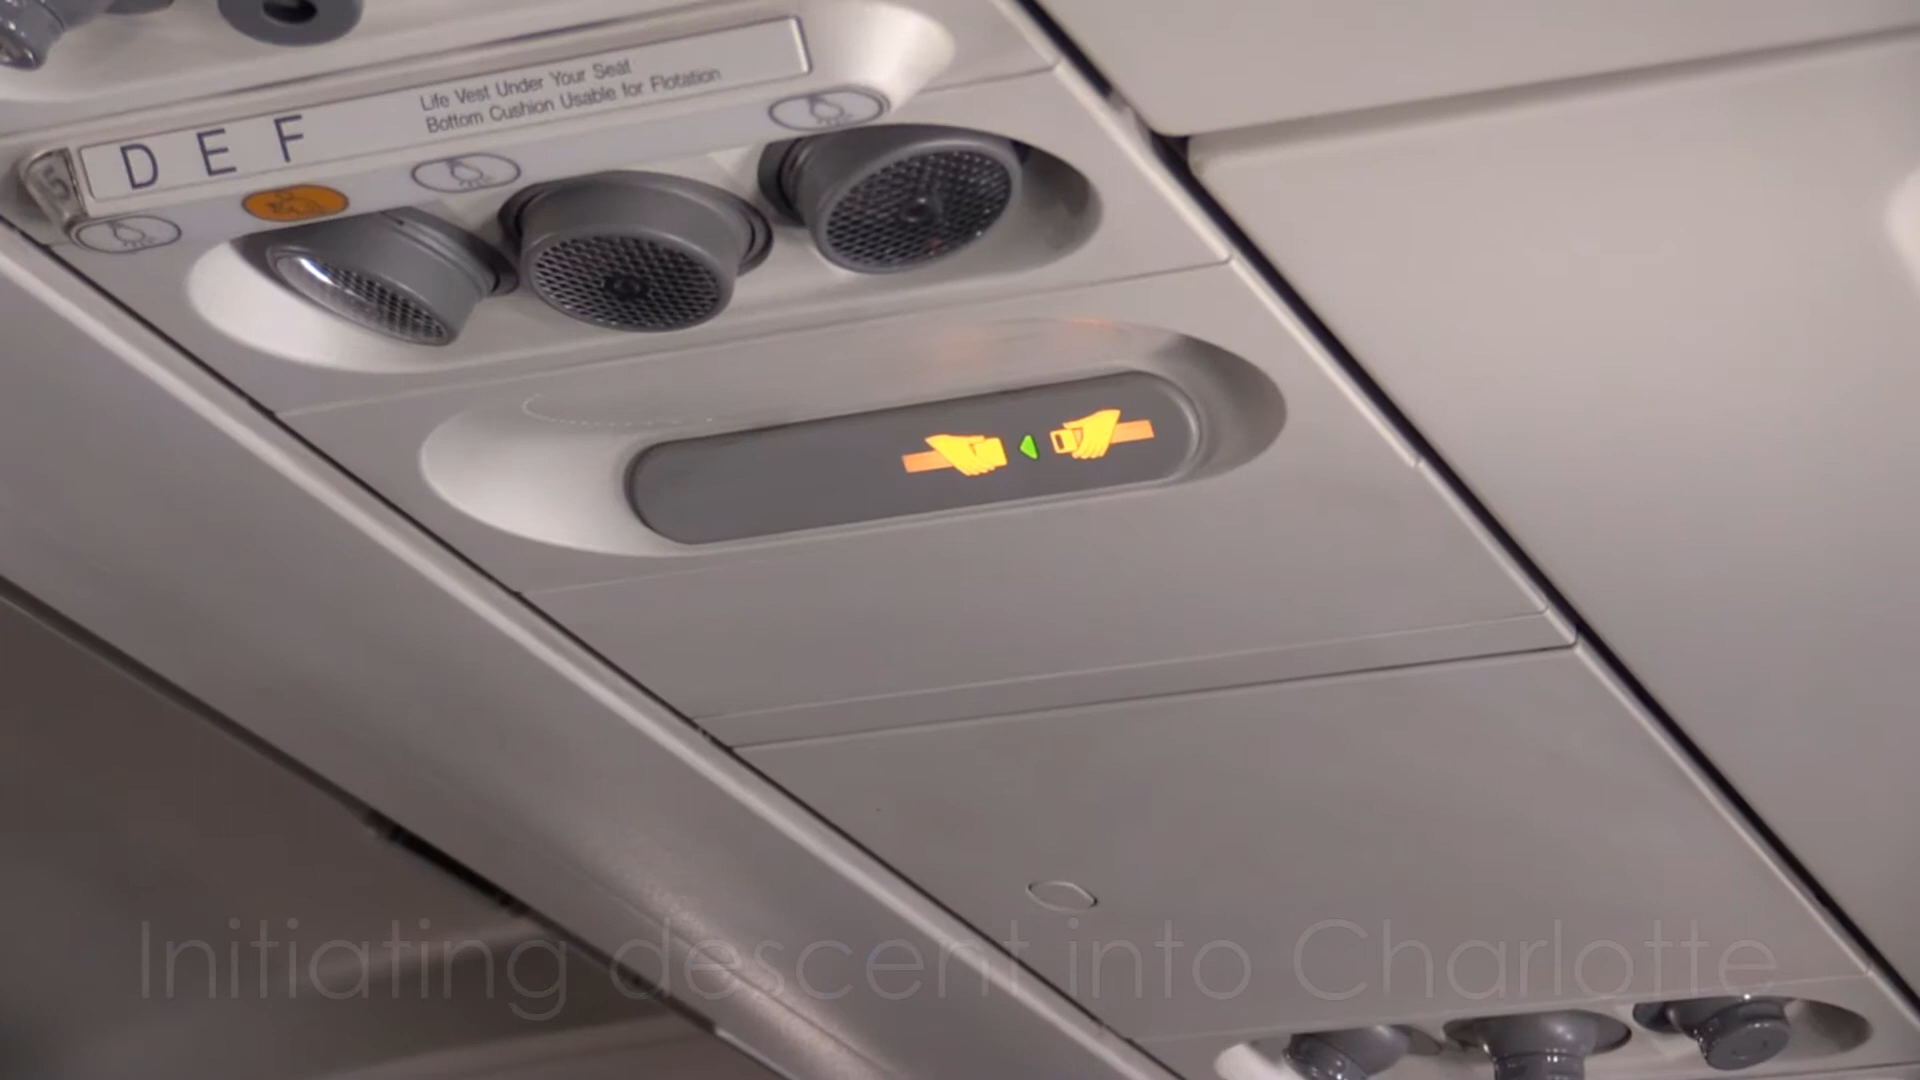 Life Vest Under Your Seat
Bottom Cushion Usable for Flotation
D E F
Initiating descent into Charlotte